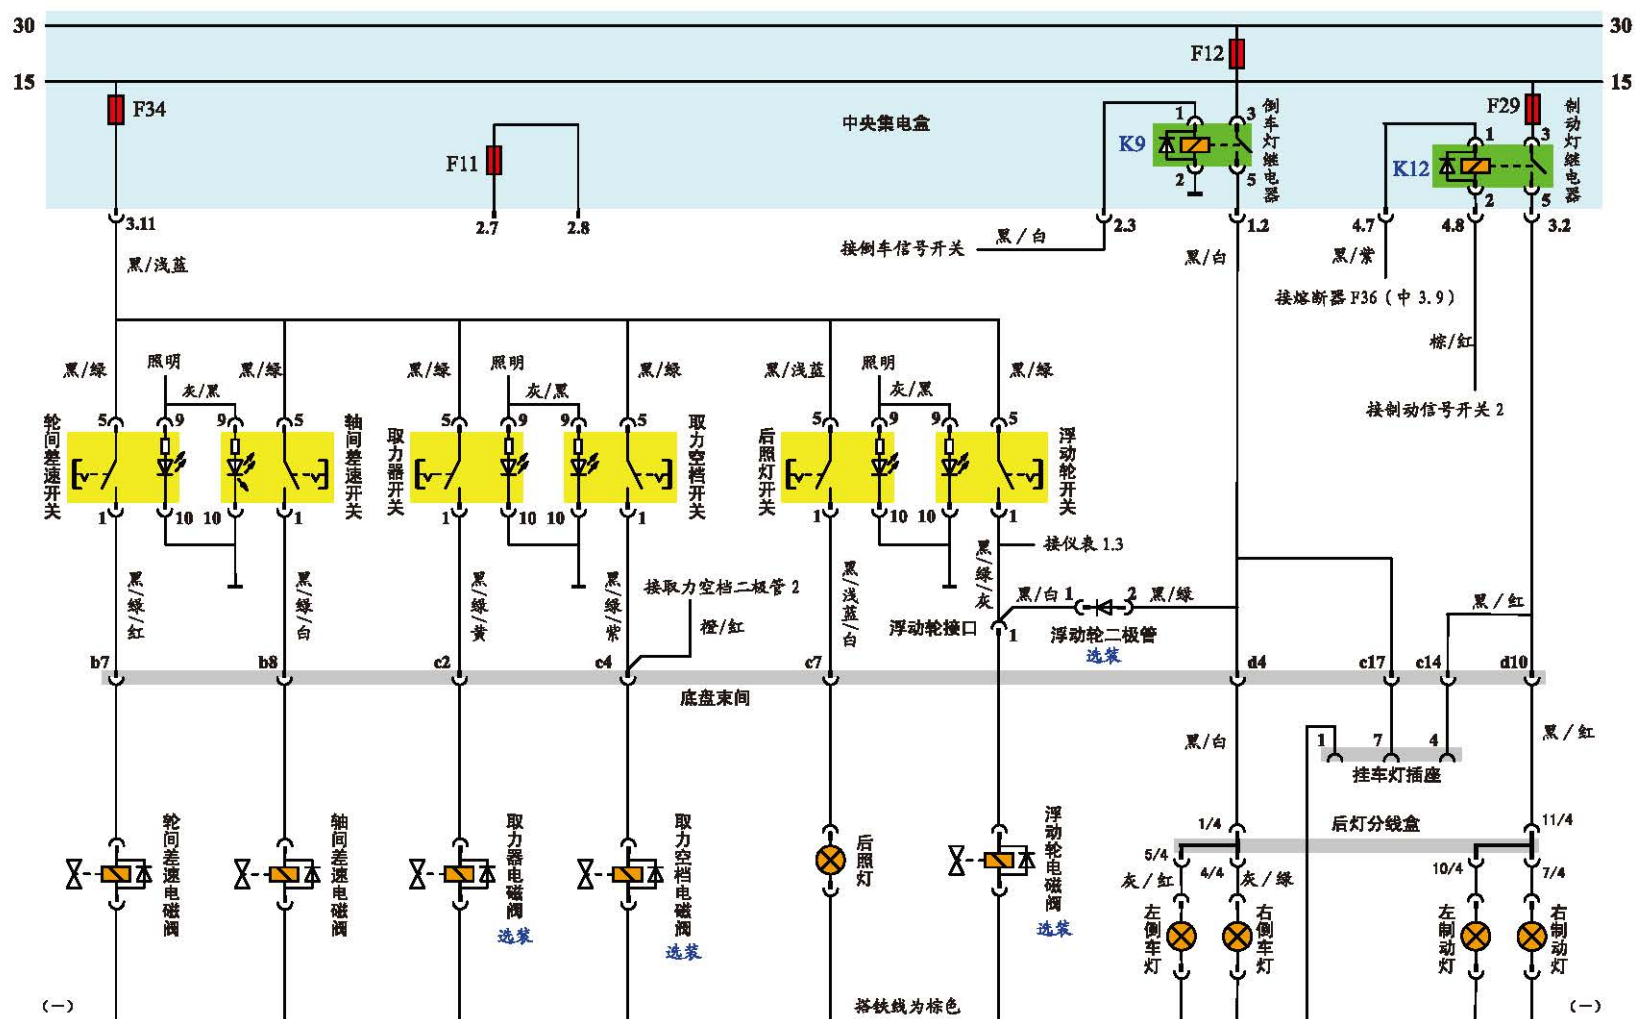 30
30
F12
15
15
F34
F29
中央集电盒
F11
K9
1
3
倒车灯继电器
2
5
K12
1
3
制动灯继电器
2
5
3.11
2.7
2.8
2.3
1.2
4.7
4.8
3.2
黑/浅蓝
接倒车信号开关
黑/白
黑/白
黑/紫
接熔断器 F36 ( 中 3.9 )
棕/红
接制动信号开关 2
黑/绿
照明
灰/黑
黑/绿
黑/绿
照明
灰/黑
黑/绿
黑/浅蓝
照明
灰/黑
黑/绿
轮间差速开关
5
9
9
5
轴间差速开关
取力器开关
5
9
9
5
取力空档开关
后照灯开关
5
9
9
5
浮动轮开关
1
10
10
1
1
10
10
1
1
10
10
1
黑/绿/红
黑/绿/白
黑/绿/黄
黑/绿/紫
接取力空档二极管 2
橙/红
黑/浅蓝/白
黑/绿/灰
接仪表 1.3
黑/白
1
2
黑/绿
浮动轮接口
1
浮动轮二极管
选装
黑/红
b7
b8
c2
c4
c7
d4
c17
c14
d10
底盘束间
黑/白
1
7
4
黑/红
挂车灯插座
轮间差速电磁阀
轴间差速电磁阀
取力器电磁阀
选装
取力空档电磁阀
选装
后照灯
浮动轮电磁阀
选装
1/4
后灯分线盒
11/4
5/4
4/4
10/4
7/4
灰/红
灰/绿
左倒车灯
右倒车灯
左制动灯
右制动灯
(—)
搭铁线为棕色
(—)